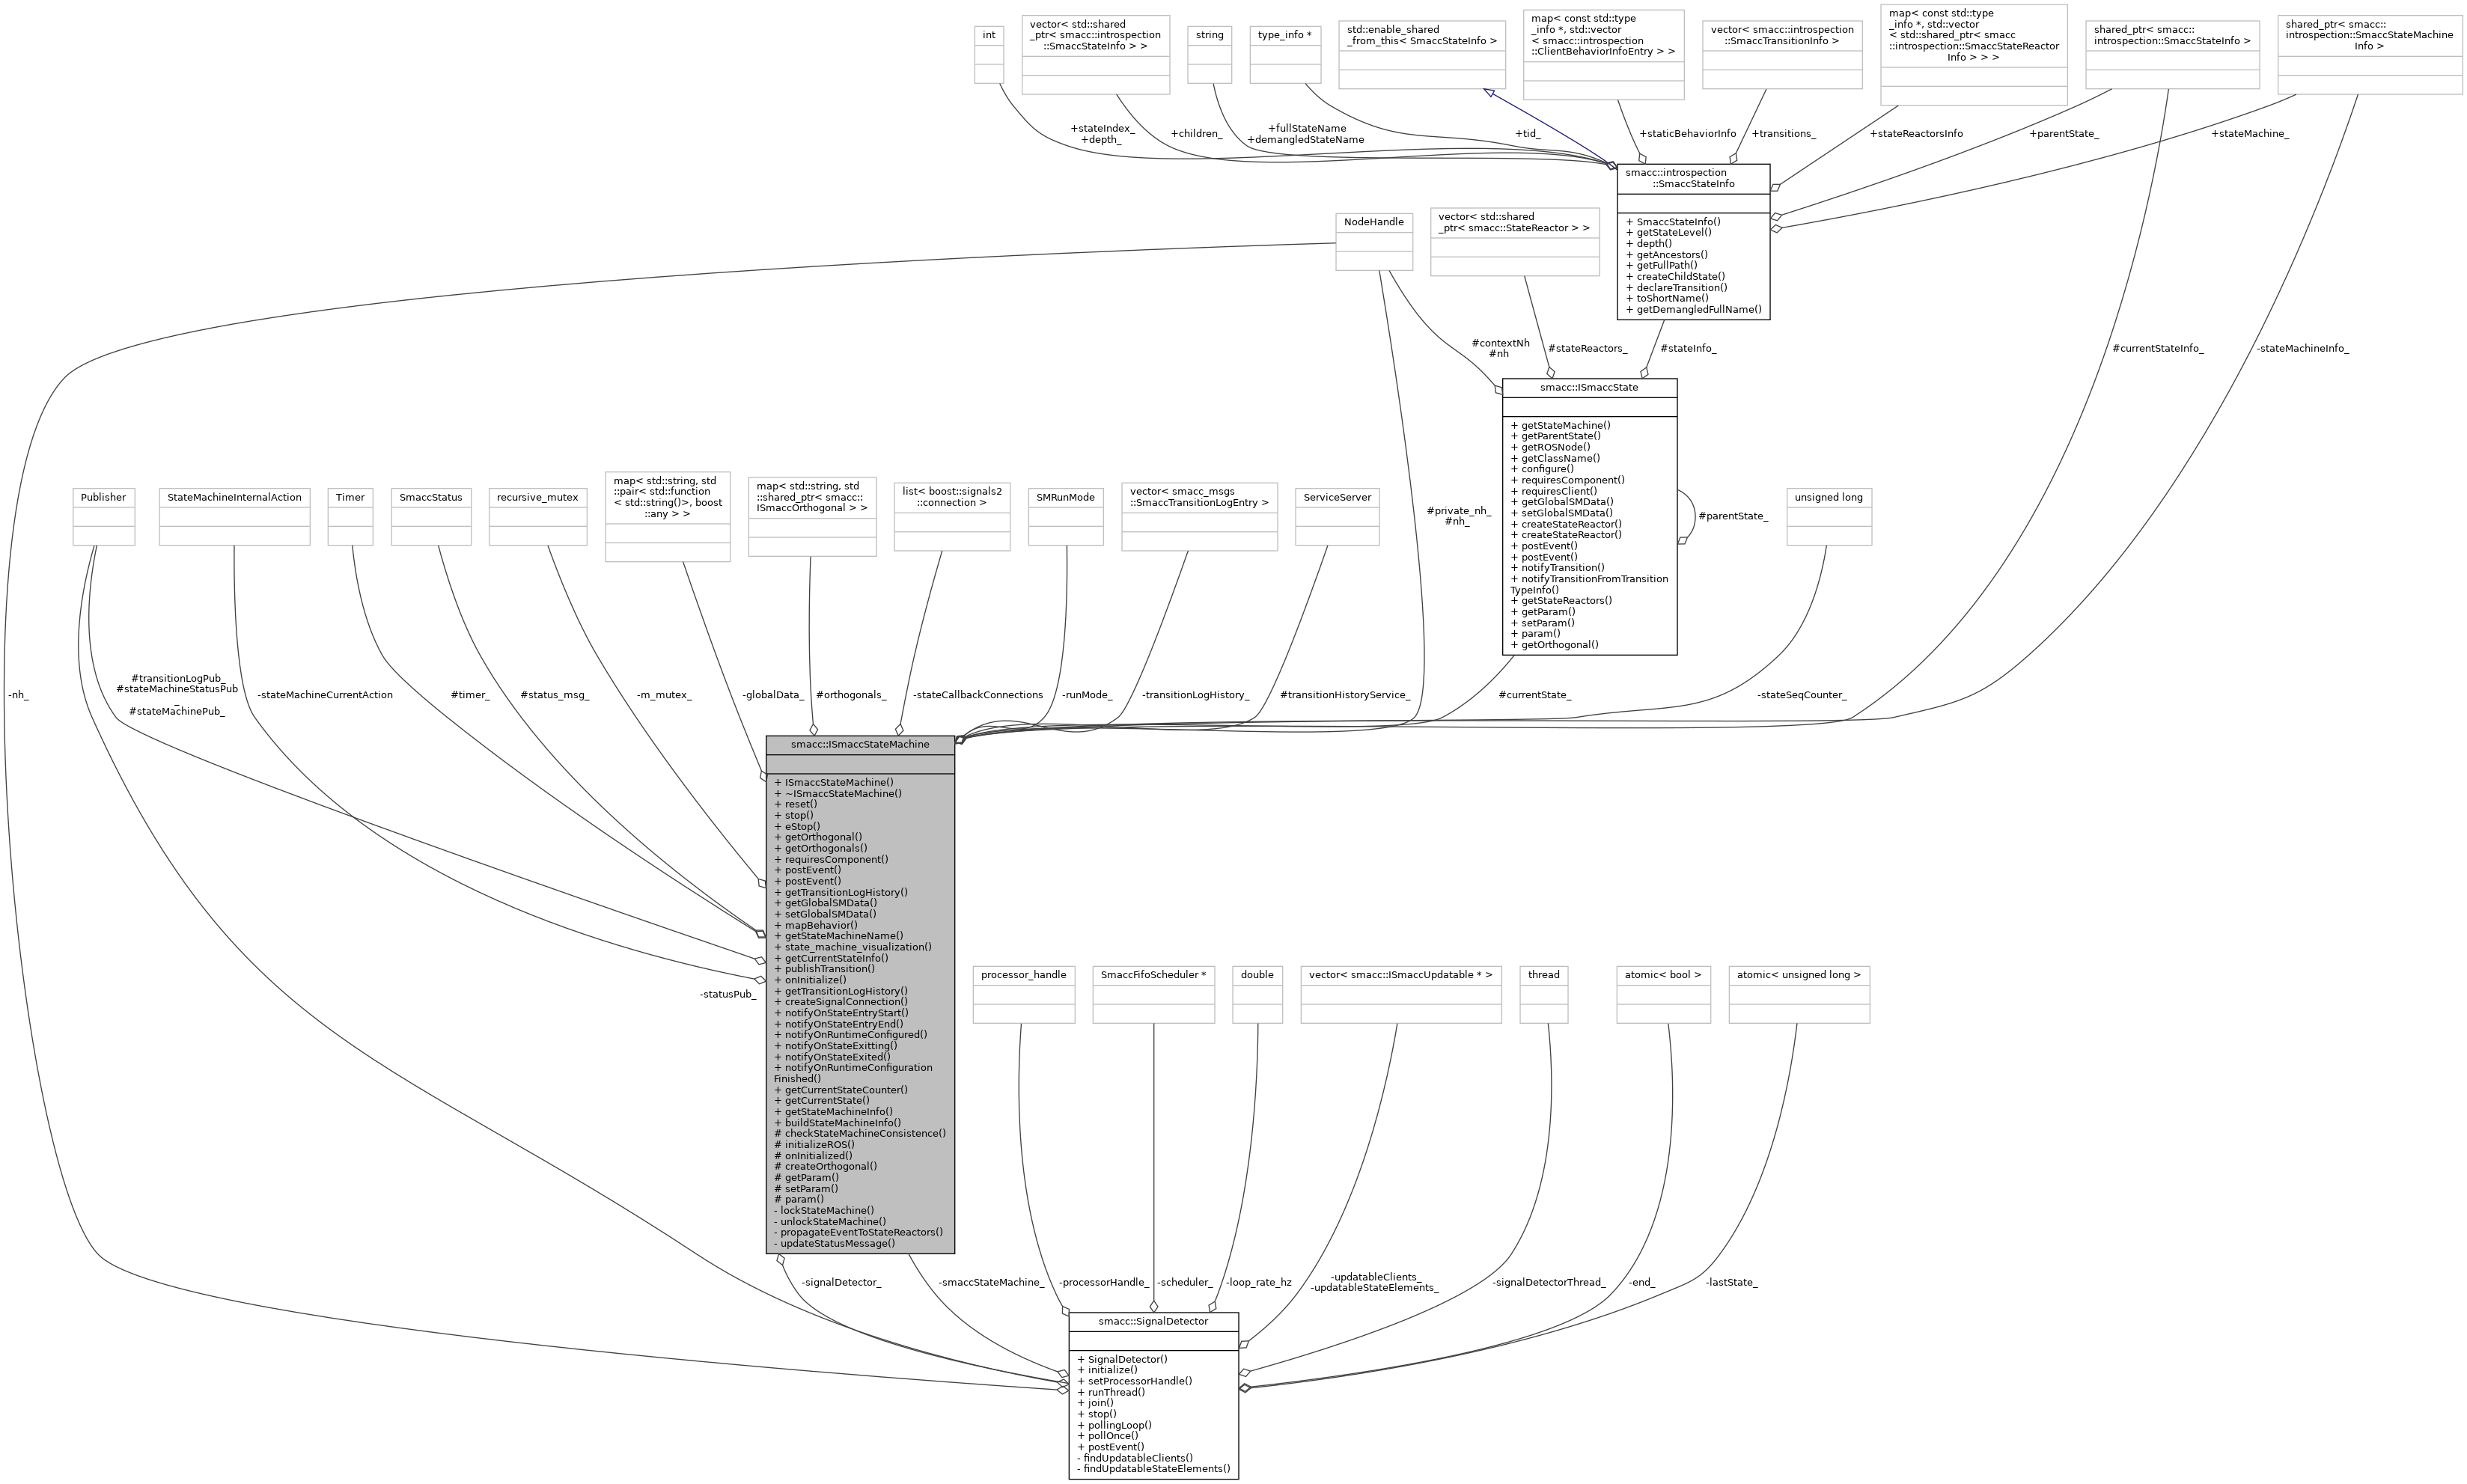 int
vector< std::shared
_ptr< smacc::introspection
::SmaccStateInfo > >
string
type_info *
std::enable_shared
_from_this< SmaccStateInfo >
map< const std::type
_info *, std::vector
< smacc::introspection
::ClientBehaviorInfoEntry > >
vector< smacc::introspection
::SmaccTransitionInfo >
map< const std::type
_info *, std::vector
< std::shared_ptr< smacc
::introspection::SmaccStateReactor
Info > > >
shared_ptr< smacc::
introspection::SmaccStateInfo >
shared_ptr< smacc::
introspection::SmaccStateMachine
Info >
+stateIndex_
+depth_
+children_
+fullStateName
+demangledStateName
+tid_
+staticBehaviorInfo
+transitions_
+stateReactorsInfo
+parentState_
+stateMachine_
smacc::introspection
::SmaccStateInfo
+ SmaccStateInfo()
+ getStateLevel()
+ depth()
+ getAncestors()
+ getFullPath()
+ createChildState()
+ declareTransition()
+ toShortName()
+ getDemangledFullName()
NodeHandle
vector< std::shared
_ptr< smacc::StateReactor > >
#contextNh
#nh
#stateReactors_
#stateInfo_
#currentStateInfo_
-stateMachineInfo_
smacc::ISmaccState
+ getStateMachine()
+ getParentState()
+ getROSNode()
+ getClassName()
+ configure()
+ requiresComponent()
+ requiresClient()
+ getGlobalSMData()
+ setGlobalSMData()
+ createStateReactor()
+ createStateReactor()
+ postEvent()
+ postEvent()
+ notifyTransition()
+ notifyTransitionFromTransition
TypeInfo()
+ getStateReactors()
+ getParam()
+ setParam()
+ param()
+ getOrthogonal()
#parentState_
Publisher
StateMachineInternalAction
Timer
SmaccStatus
recursive_mutex
map< std::string, std
::pair< std::function
< std::string()>, boost
::any > >
map< std::string, std
::shared_ptr< smacc::
ISmaccOrthogonal > >
list< boost::signals2
::connection >
SMRunMode
vector< smacc_msgs
::SmaccTransitionLogEntry >
ServiceServer
#private_nh_
#nh_
unsigned long
-nh_
#transitionLogPub_
#stateMachineStatusPub
_
#stateMachinePub_
-stateMachineCurrentAction
#timer_
#status_msg_
-m_mutex_
-globalData_
#orthogonals_
-stateCallbackConnections
-runMode_
-transitionLogHistory_
#transitionHistoryService_
#currentState_
-stateSeqCounter_
smacc::ISmaccStateMachine
+ ISmaccStateMachine()
+ ~ISmaccStateMachine()
+ reset()
+ stop()
+ eStop()
+ getOrthogonal()
+ getOrthogonals()
+ requiresComponent()
+ postEvent()
+ postEvent()
+ getTransitionLogHistory()
+ getGlobalSMData()
+ setGlobalSMData()
+ mapBehavior()
+ getStateMachineName()
+ state_machine_visualization()
+ getCurrentStateInfo()
+ publishTransition()
+ onInitialize()
+ getTransitionLogHistory()
+ createSignalConnection()
+ notifyOnStateEntryStart()
+ notifyOnStateEntryEnd()
+ notifyOnRuntimeConfigured()
+ notifyOnStateExitting()
+ notifyOnStateExited()
+ notifyOnRuntimeConfiguration
Finished()
+ getCurrentStateCounter()
+ getCurrentState()
+ getStateMachineInfo()
+ buildStateMachineInfo()
# checkStateMachineConsistence()
# initializeROS()
# onInitialized()
# createOrthogonal()
# getParam()
# setParam()
# param()
- lockStateMachine()
- unlockStateMachine()
- propagateEventToStateReactors()
- updateStatusMessage()
-statusPub_
processor_handle
SmaccFifoScheduler *
double
vector< smacc::ISmaccUpdatable * >
thread
atomic< bool >
atomic< unsigned long >
-signalDetector_
-smaccStateMachine_
-processorHandle_
-scheduler_
-loop_rate_hz
-updatableClients_
-updatableStateElements_
-signalDetectorThread_
-end_
-lastState_
smacc::SignalDetector
+ SignalDetector()
+ initialize()
+ setProcessorHandle()
+ runThread()
+ join()
+ stop()
+ pollingLoop()
+ pollOnce()
+ postEvent()
- findUpdatableClients()
- findUpdatableStateElements()